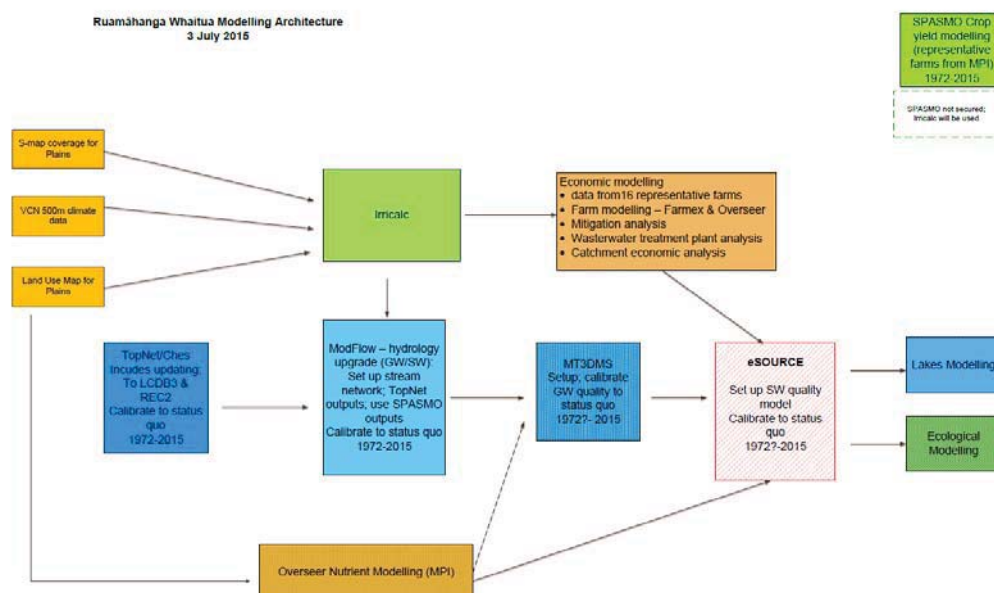 Ruamāhanga Whaitua Modelling Architecture
3 July 2015
SPASMO Crop
yield modelling
(representative
farms from MPI)
1972-2015
SPASMO not secured;
Irricalc will be used
S-map coverage for
Plains
VCN 500m climate
data
Land Use Map for
Plains
Irricalc
Economic modelling
• data from16 representative farms
• Farm modelling – Farmex & Overseer
• Mitigation analysis
• Wasterwater treatment plant analysis
• Catchment economic analysis
TopNet/Ches
Incudes updating:
To LCDB3 &
REC2
Calibrate to status
quo
1972-2015
ModFlow – hydrology
upgrade (GW/SW):
Set up stream
network; TopNet
outputs; use SPASMO
outputs
Calibrate to status quo
1972-2015
MT3DMS
Setup; calibrate
GW quality to
status quo
1972?- 2015
eSOURCE
Set up SW quality
model
Calibrate to status
quo
1972?-2015
Lakes Modelling
Ecological
Modelling
Overseer Nutrient Modelling (MPI)